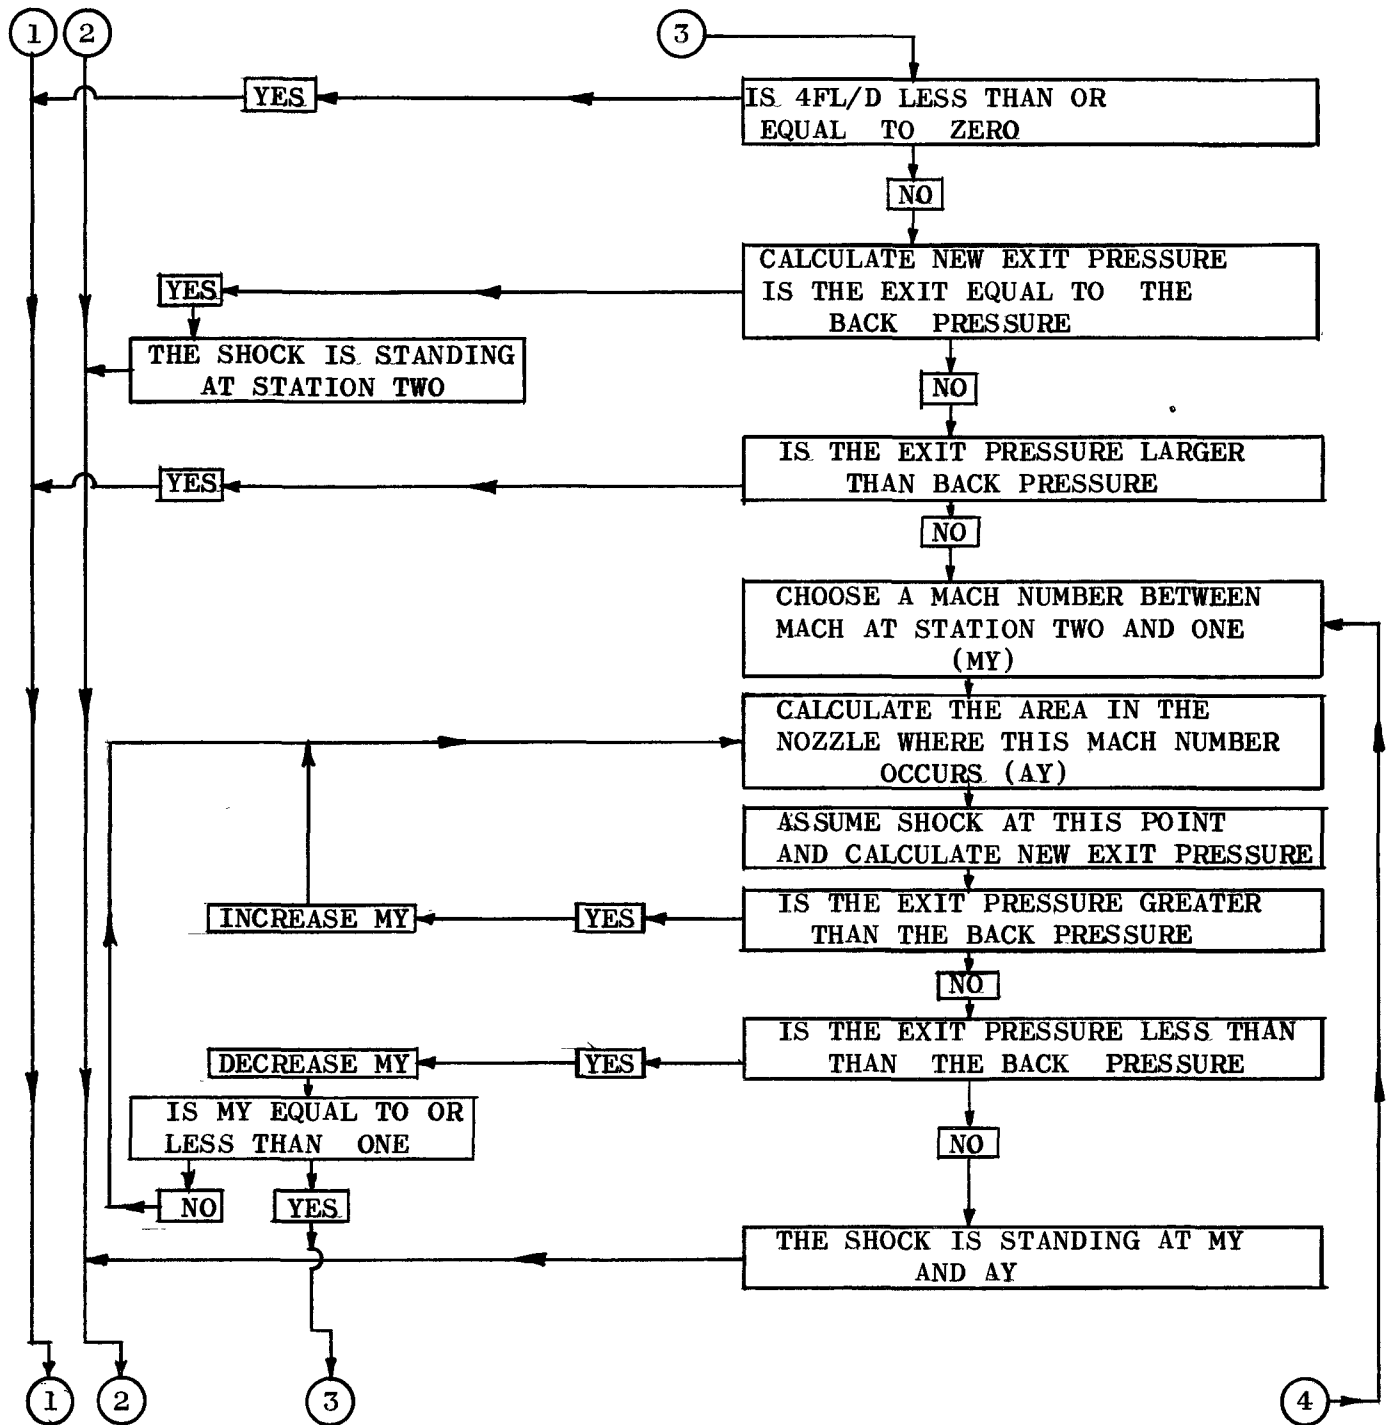 1
2
3
YES
IS 4FL/D LESS THAN OR
EQUAL TO ZERO
NO
CALCULATE NEW EXIT PRESSURE
IS THE EXIT EQUAL TO THE
BACK PRESSURE
YES
THE SHOCK IS STANDING
AT STATION TWO
NO
IS THE EXIT PRESSURE LARGER
THAN BACK PRESSURE
YES
NO
CHOOSE A MACH NUMBER BETWEEN
MACH AT STATION TWO AND ONE
(MY)
CALCULATE THE AREA IN THE
NOZZLE WHERE THIS MACH NUMBER
OCCURS (AY)
ASSUME SHOCK AT THIS POINT
AND CALCULATE NEW EXIT PRESSURE
IS THE EXIT PRESSURE GREATER
THAN THE BACK PRESSURE
YES
INCREASE MY
NO
IS THE EXIT PRESSURE LESS THAN
THAN THE BACK PRESSURE
YES
DECREASE MY
IS MY EQUAL TO OR
LESS THAN ONE
NO
YES
NO
THE SHOCK IS STANDING AT MY
AND AY
1
2
3
4